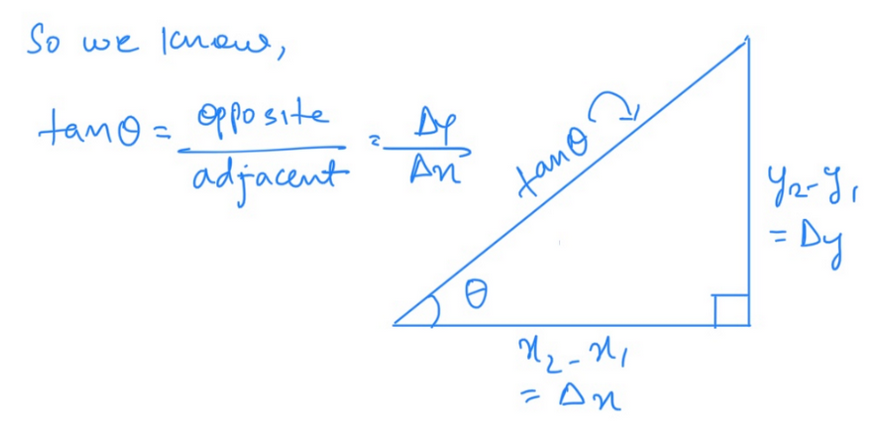 So we know,
tanθ = opposite/adjacent = Δy/Δx
tanθ
y₂-y₁
= Δy
θ
x₂-x₁
= Δx